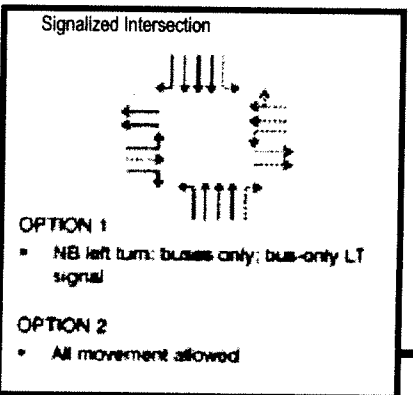 Signalized Intersection
OPTION 1
▪ NB left turn: buses only; bus-only LT
signal
OPTION 2
▪ All movement allowed